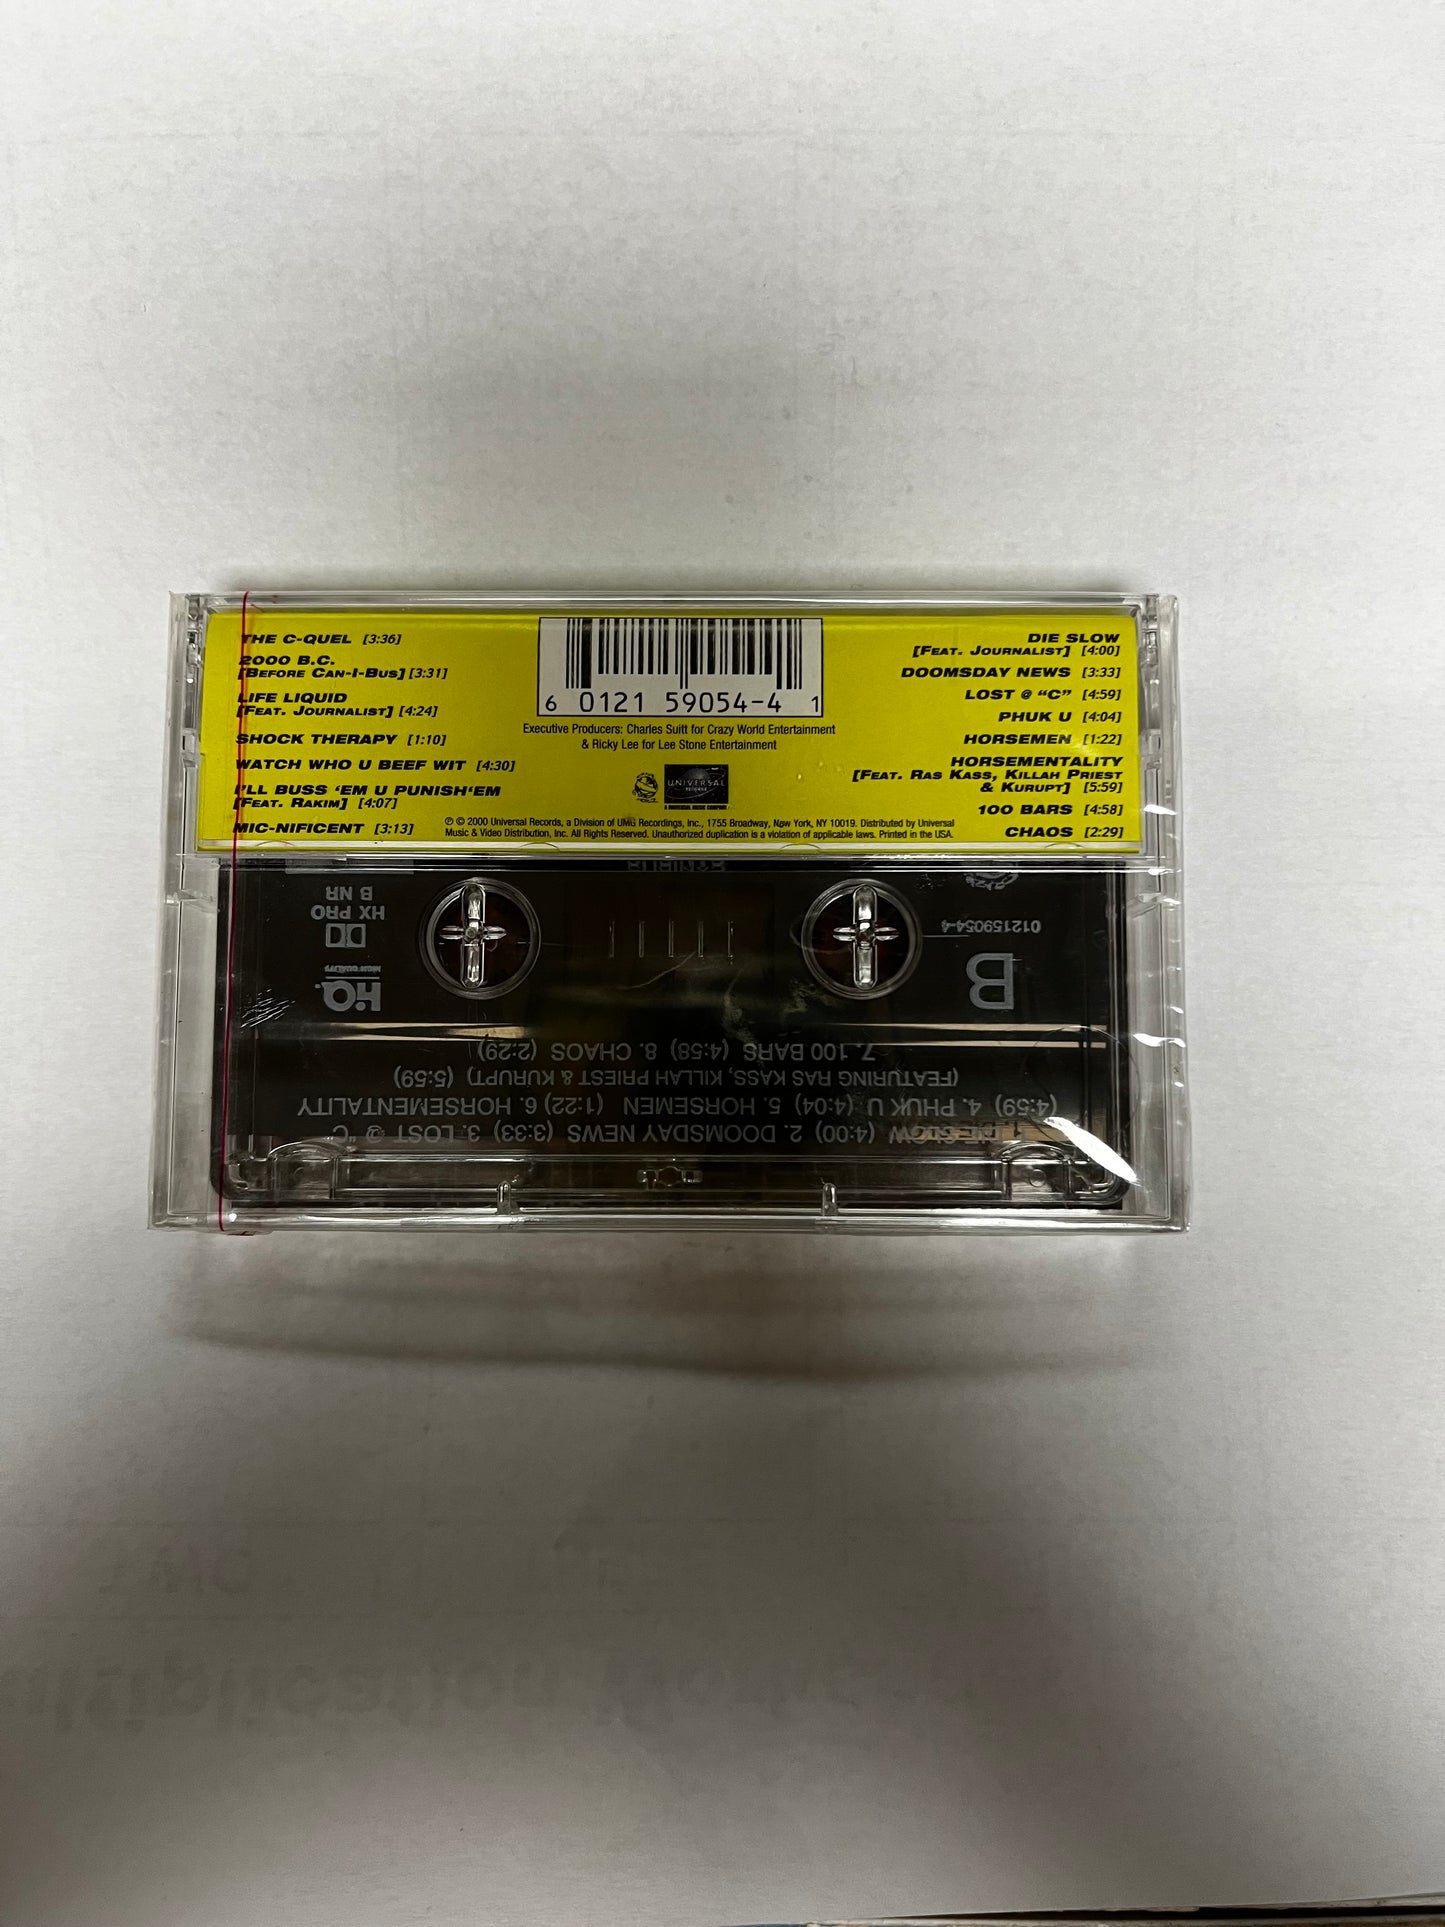 THE C-QUEL [3:36]
2000 B.C.
[BEFORE CAN-I-BUS] [3:31]
LIFE LIQUID
[FEAT. JOURNALIST] [4:24]
SHOCK THERAPY [1:10]
WATCH WHO U BEEF WIT [4:30]
I'LL BUSS 'EM U PUNISH'EM
[FEAT. RAKIM] [4:07]
MIC-NIFICENT [3:13]
6 0121 59054-4 1
Executive Producers: Charles Suitt for Crazy World Entertainment
& Ricky Lee for Lee Stone Entertainment
UNIVERSAL
RECORDS
A UNIVERSAL MUSIC COMPANY
℗ © 2000 Universal Records, a Division of UMG Recordings, Inc., 1755 Broadway, New York, NY 10019. Distributed by Universal
Music & Video Distribution, Inc. All Rights Reserved. Unauthorized duplication is a violation of applicable laws. Printed in the USA.
DIE SLOW
[FEAT. JOURNALIST] [4:00]
DOOMSDAY NEWS [3:33]
LOST @ “C” [4:59]
PHUK U [4:04]
HORSEMEN [1:22]
HORSEMENTALITY
[FEAT. RAS KASS, KILLAH PRIEST
& KURUPT] [5:59]
100 BARS [4:58]
CHAOS [2:29]
DIE SLOW (4:00) 2. DOOMSDAY NEWS (3:33) 3. LOST @ “C
(4:59) 4. PHUK U (4:04) 5. HORSEMEN (1:22) 6. HORSEMENTALITY
(FEATURING RAS KASS, KILLAH PRIEST & KURUPT) (5:59)
7. 100 BARS (4:58) 8. CHAOS (2:29)
B
012159054-4
HiQ.
HIGH QUALITY
HX PRO
B NR